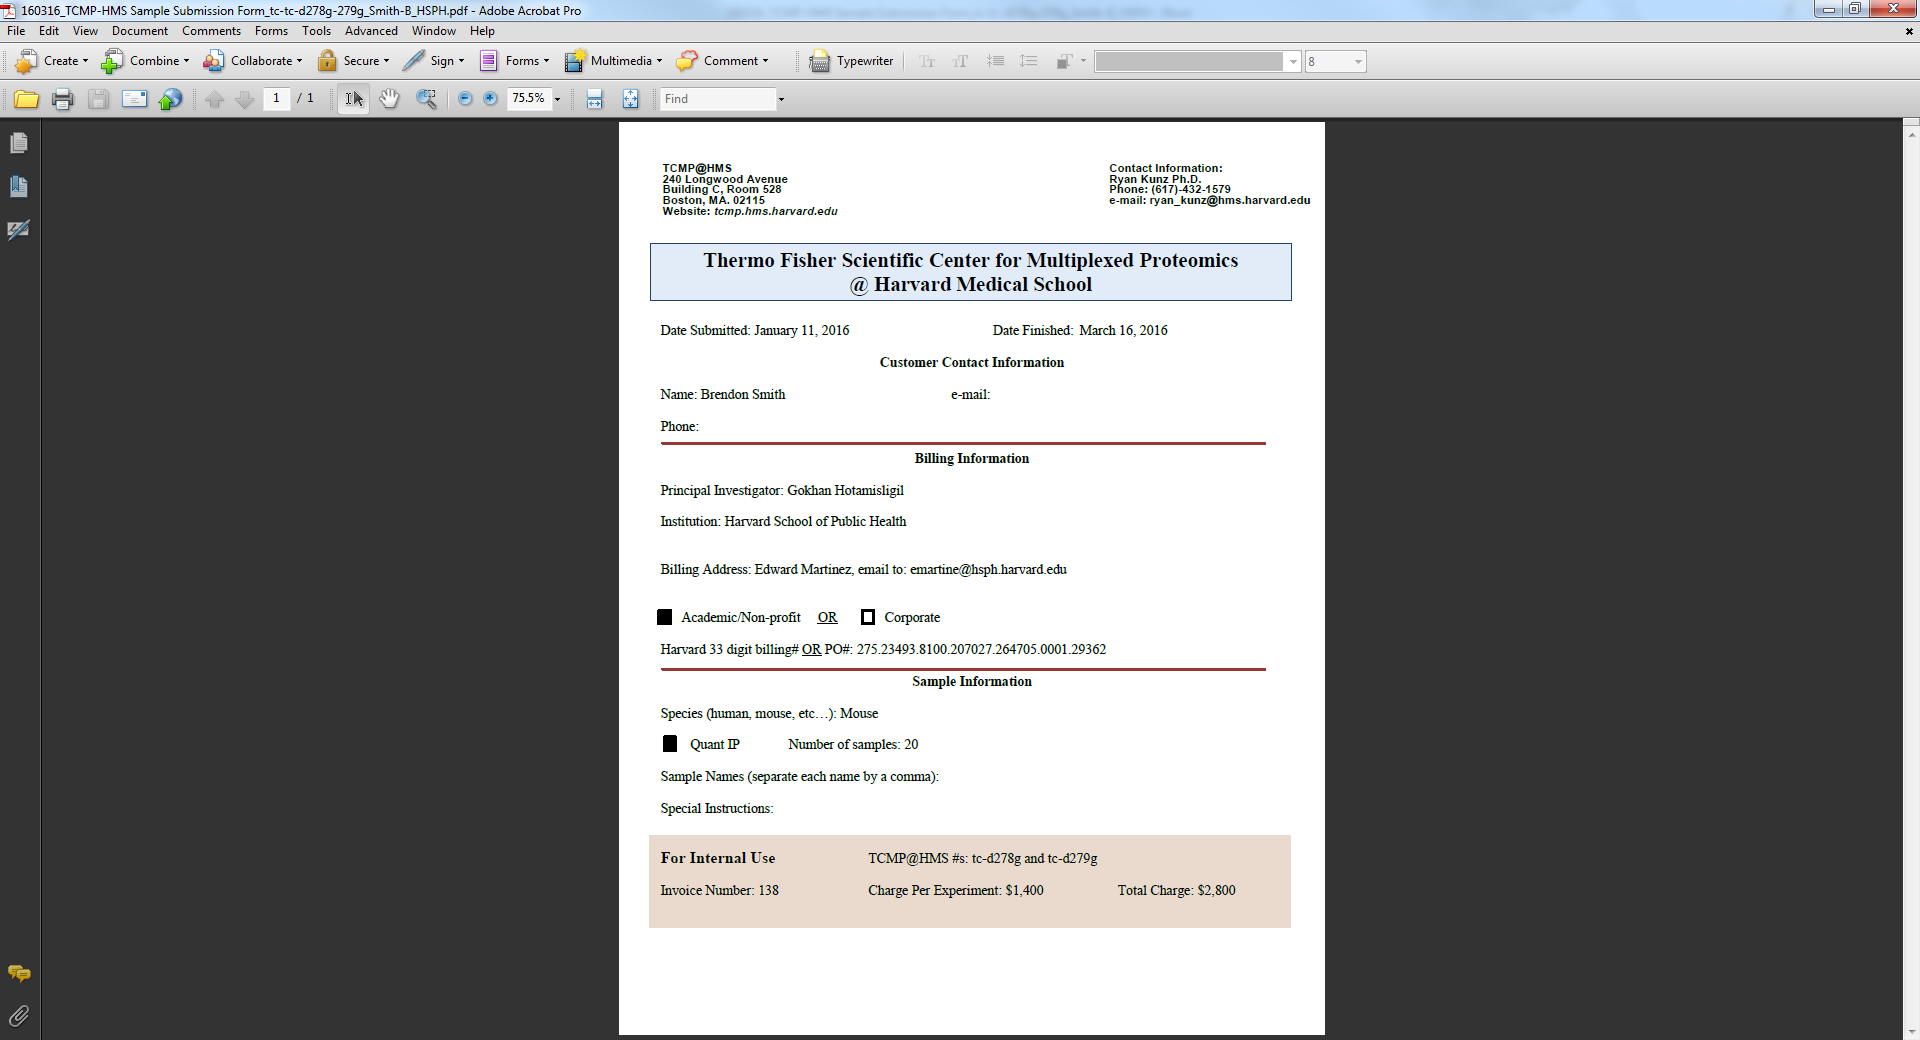 160316_TCMP-HMS Sample Submission Form_tc-tc-d278g-279g_Smith-B_HSPH.pdf - Adobe Acrobat Pro
File Edit View Document Comments Forms Tools Advanced Window Help
Create Combine Collaborate Secure Sign Forms Multimedia Comment Typewriter 8
1 / 1 75.5% Find
TCMP@HMS
240 Longwood Avenue
Building C, Room 528
Boston, MA. 02115
Website: tcmp.hms.harvard.edu
Contact Information:
Ryan Kunz Ph.D.
Phone: (617)-432-1579
e-mail: ryan_kunz@hms.harvard.edu
Thermo Fisher Scientific Center for Multiplexed Proteomics
@ Harvard Medical School
Date Submitted: January 11, 2016 Date Finished: March 16, 2016
Customer Contact Information
Name: Brendon Smith e-mail:
Phone:
Billing Information
Principal Investigator: Gokhan Hotamisligil
Institution: Harvard School of Public Health
Billing Address: Edward Martinez, email to: emartine@hsph.harvard.edu
Academic/Non-profit OR Corporate
Harvard 33 digit billing# OR PO#: 275.23493.8100.207027.264705.0001.29362
Sample Information
Species (human, mouse, etc…): Mouse
Quant IP Number of samples: 20
Sample Names (separate each name by a comma):
Special Instructions:
For Internal Use TCMP@HMS #s: tc-d278g and tc-d279g
Invoice Number: 138 Charge Per Experiment: $1,400 Total Charge: $2,800